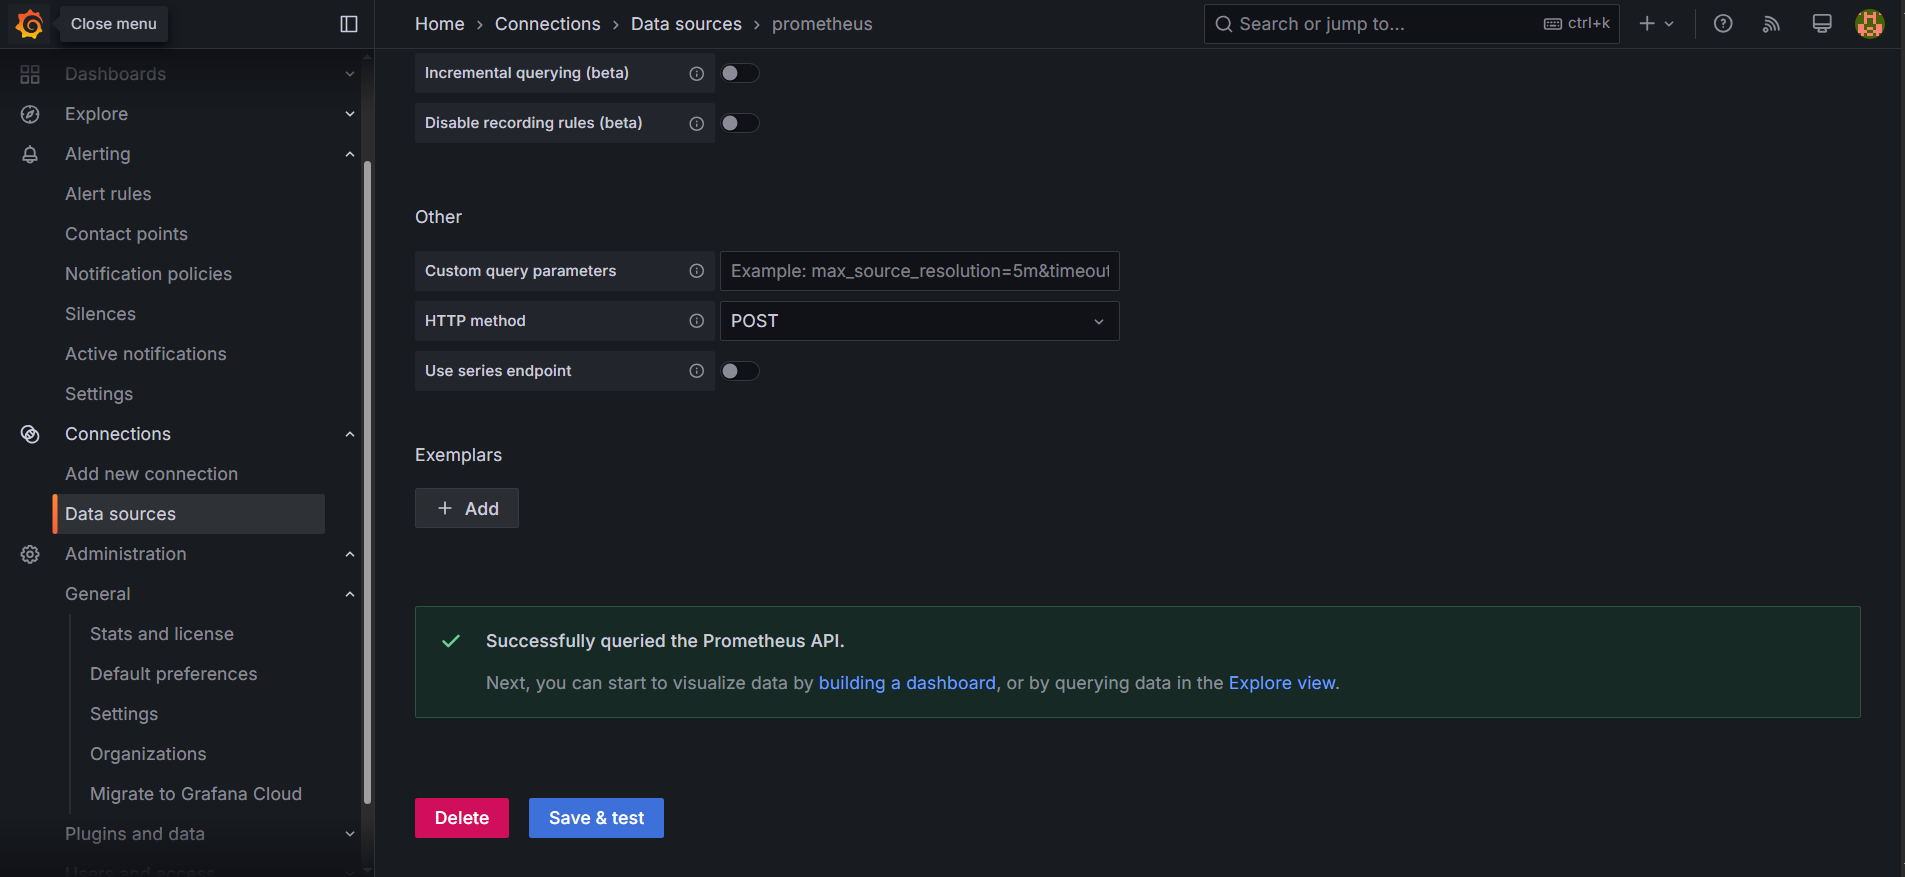 Close menu
Home › Connections › Data sources › prometheus
Search or jump to...
ctrl+k
Dashboards
Explore
Alerting
Alert rules
Contact points
Notification policies
Silences
Active notifications
Settings
Connections
Add new connection
Data sources
Administration
General
Stats and license
Default preferences
Settings
Organizations
Migrate to Grafana Cloud
Plugins and data
Users and access
Incremental querying (beta)
Disable recording rules (beta)
Other
Custom query parameters
Example: max_source_resolution=5m&timeout
HTTP method
POST
Use series endpoint
Exemplars
Add
Successfully queried the Prometheus API.
Next, you can start to visualize data by building a dashboard, or by querying data in the Explore view.
Delete
Save & test